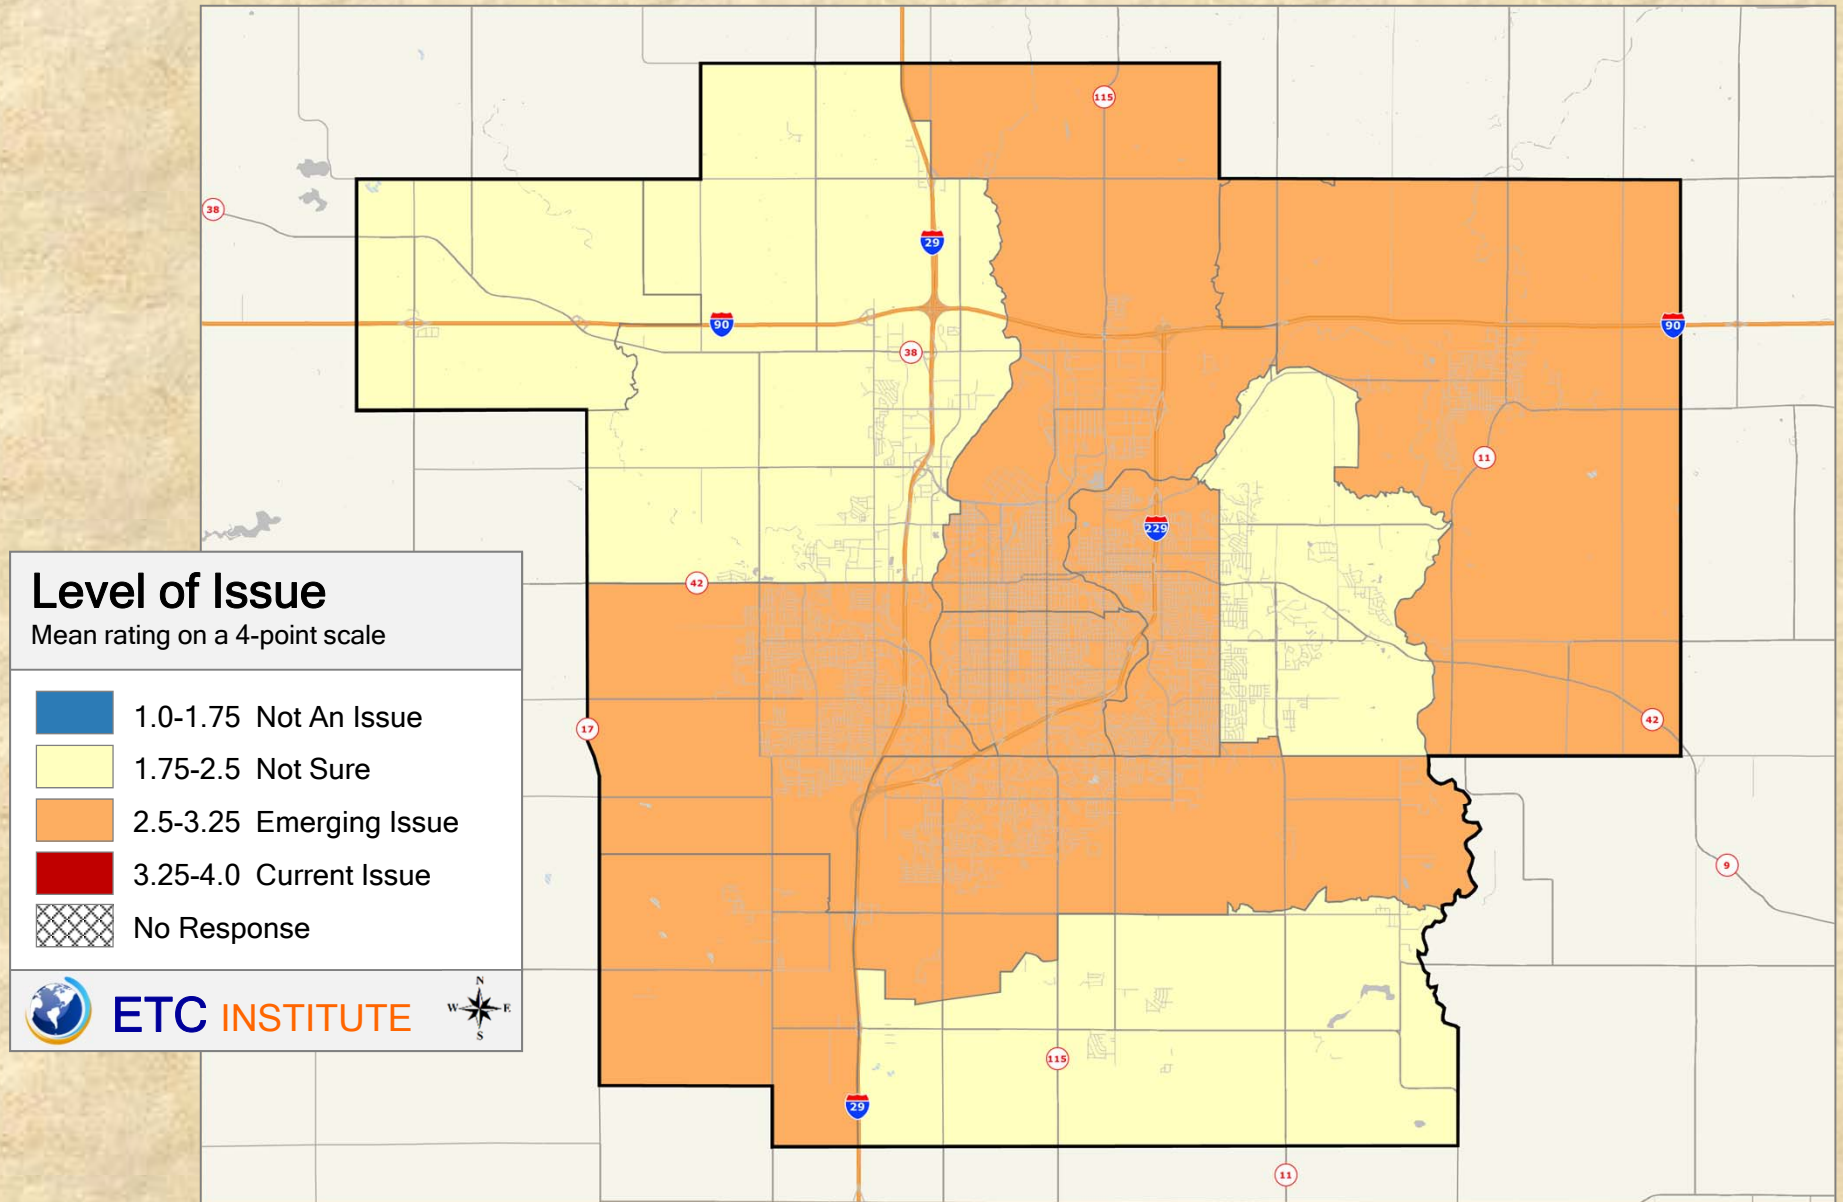 115
38
29
90
90
38
11
229
42
Level of Issue
Mean rating on a 4-point scale
1.0-1.75 Not An Issue
1.75-2.5 Not Sure
2.5-3.25 Emerging Issue
3.25-4.0 Current Issue
No Response
ETC INSTITUTE
N
W E
S
17
42
9
115
29
11